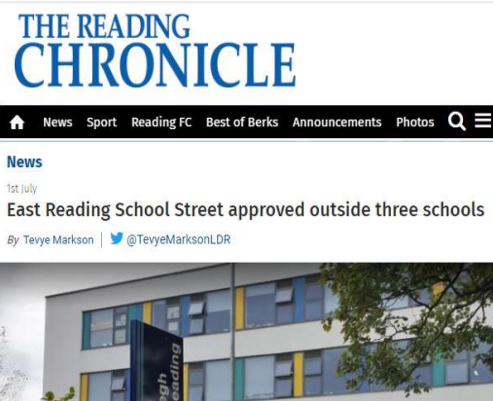 THE READING
CHRONICLE
News Sport Reading FC Best of Berks Announcements Photos
News
1st July
East Reading School Street approved outside three schools
By Tevye Markson @TevyeMarksonLDR
eading